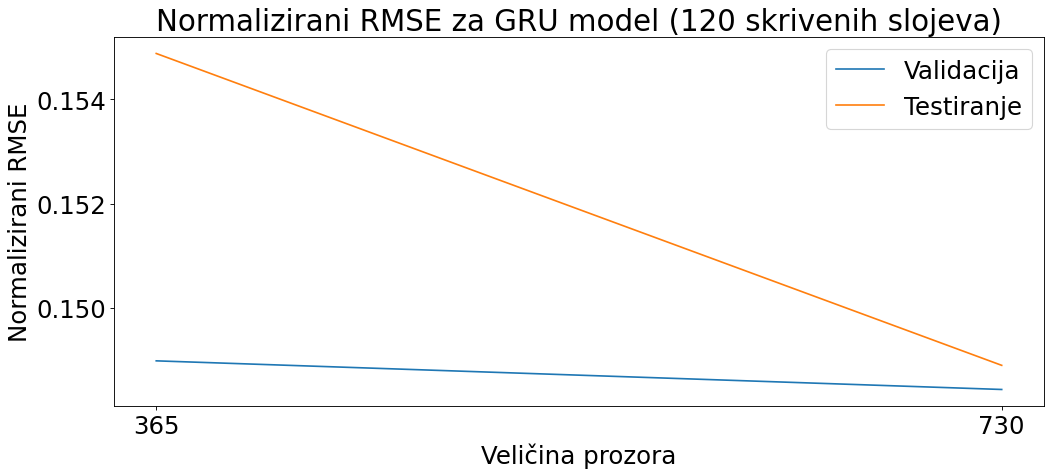 Normalizirani RMSE za GRU model (120 skrivenih slojeva)
Validacija
Testiranje
Normalizirani RMSE
0.154
0.152
0.150
365
730
Veličina prozora